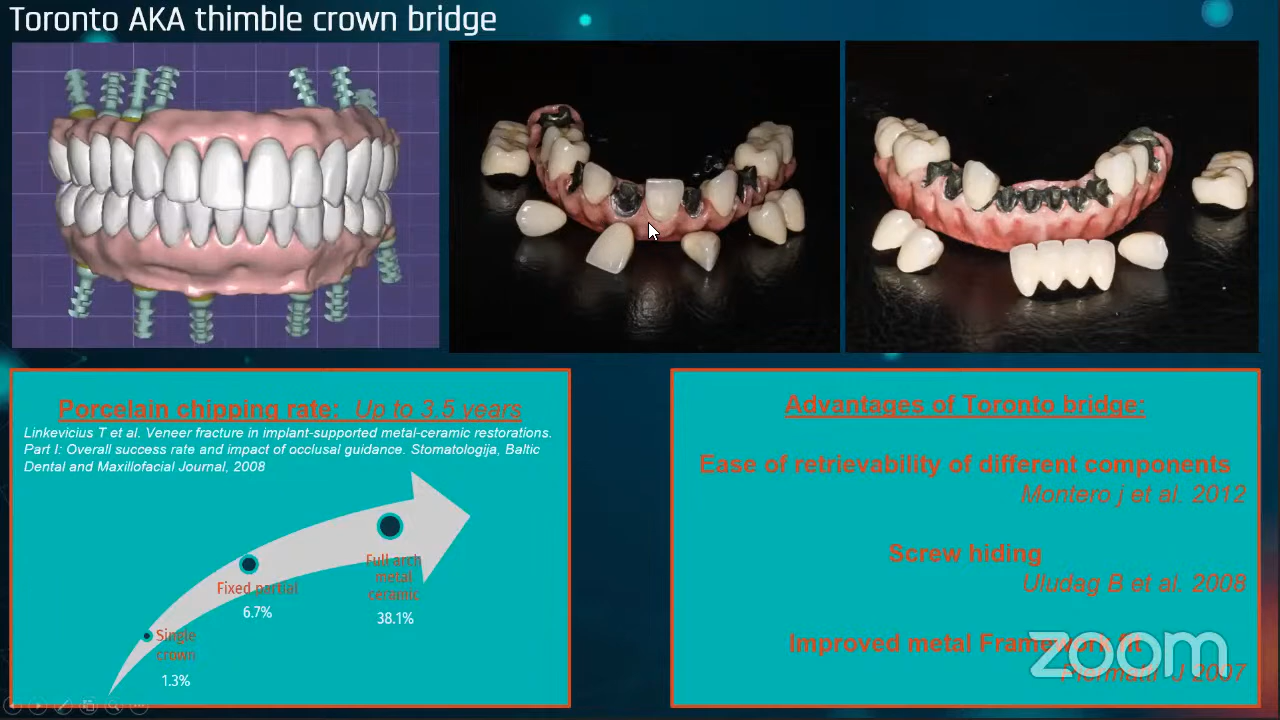 Toronto AKA thimble crown bridge
Porcelain chipping rate: Up to 3.5 years
Linkevicius T et al. Veneer fracture in implant-supported metal-ceramic restorations.
Part I: Overall success rate and impact of occlusal guidance. Stomatologija, Baltic
Dental and Maxillofacial Journal, 2008
Full arch
metal
ceramic
38.1%
Fixed partial
6.7%
Single
crown
1.3%
Advantages of Toronto bridge:
Ease of retrievability of different components
Montero j et al. 2012
Screw hiding
Uludag B et al. 2008
Improved metal Framework fit
J 2007
zoom